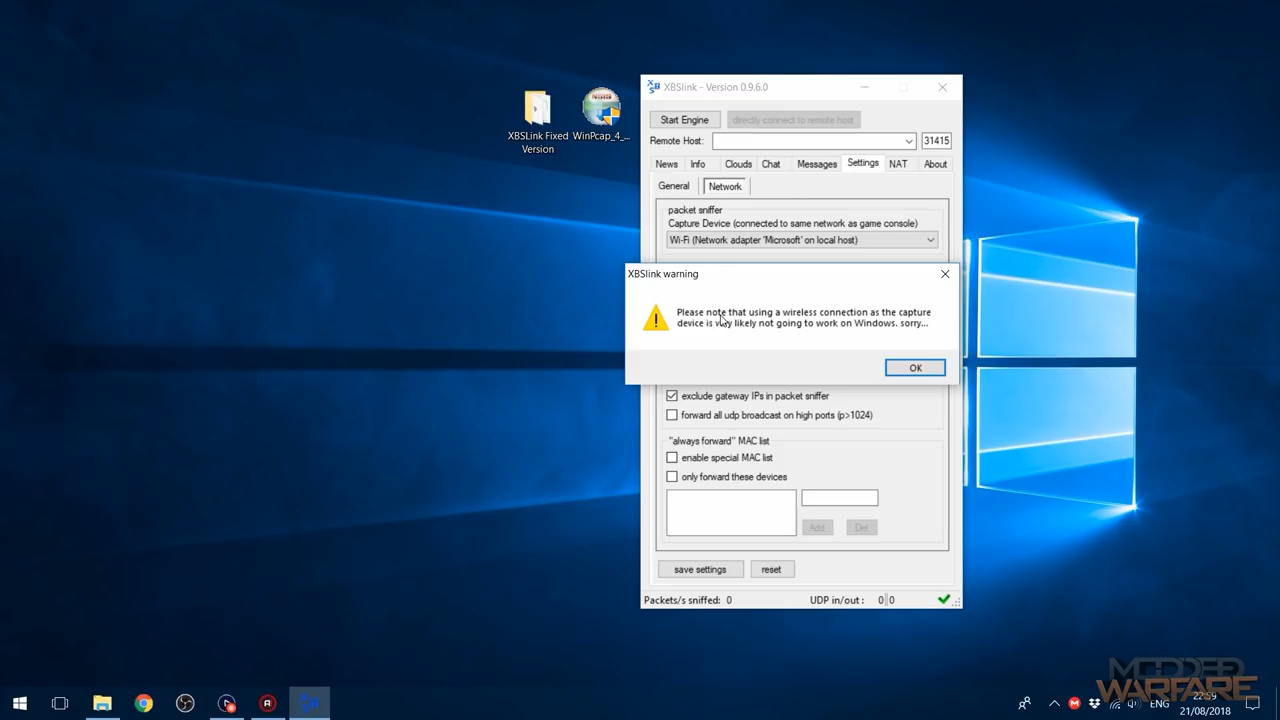 XBSLink Fixed
Version
WinPcap_4_...
XBSlink - Version 0.9.6.0
Start Engine
directly connect to remote host
Remote Host:
31415
News
Info
Clouds
Chat
Messages
Settings
NAT
About
General
Network
packet sniffer
Capture Device (connected to same network as game console)
Wi-Fi (Network adapter 'Microsoft' on local host)
XBSlink warning
Please note that using a wireless connection as the capture
device is very likely not going to work on Windows. sorry...
OK
exclude gateway IPs in packet sniffer
forward all udp broadcast on high ports (p>1024)
"always forward" MAC list
enable special MAC list
only forward these devices
Add
Del
save settings
reset
Packets/s sniffed: 0
UDP in/out : 0 0
MODDED
WARFARE
ENG
22:59
21/08/2018